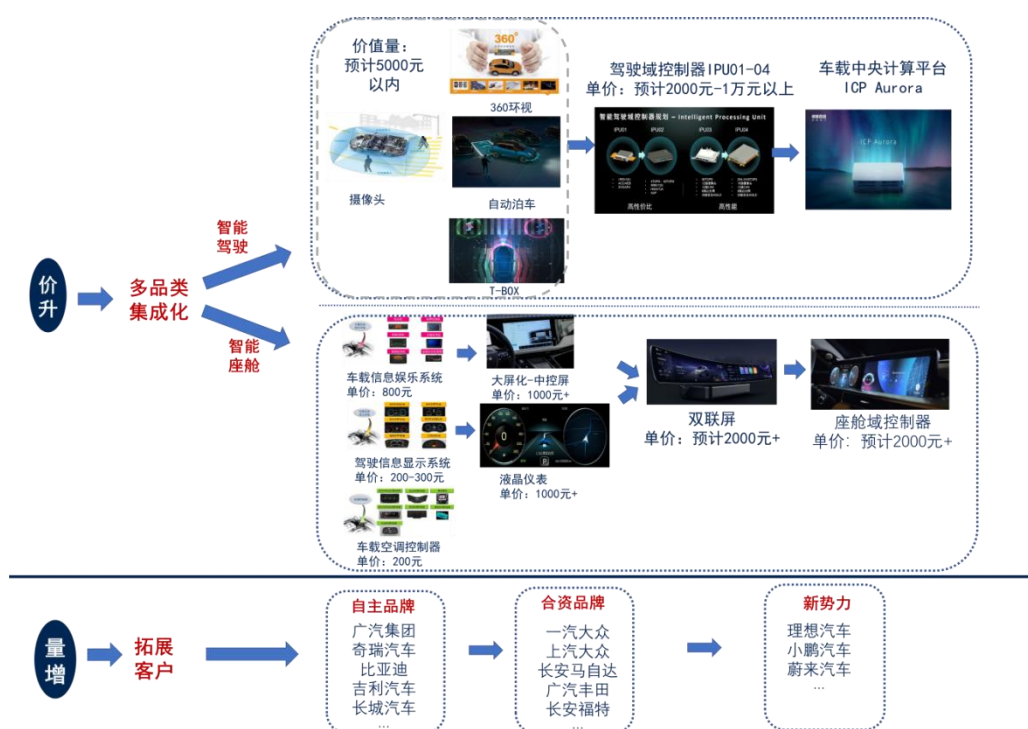 价升
多品类
集成化
智能
驾驶
智能
座舱
价值量：
预计5000元
以内
360°
360环视
摄像头
自动泊车
T-BOX
驾驶域控制器IPU01-04
单价：预计2000元-1万元以上
智能驾驶域控制器规划 — Intelligent Processing Unit
IPU01
IPU02
IPU03
IPU04
高性价比
高性能
车载中央计算平台
ICP Aurora
ICP Aurora
车载信息娱乐系统
单价：800元
大屏化-中控屏
单价：1000元+
驾驶信息显示系统
单价：200-300元
液晶仪表
单价：1000元+
车载空调控制器
单价：200元
双联屏
单价：预计2000元+
座舱域控制器
单价：预计2000元+
量增
拓展
客户
自主品牌
广汽集团
奇瑞汽车
比亚迪
吉利汽车
长城汽车
...
合资品牌
一汽大众
上汽大众
长安马自达
广汽丰田
长安福特
...
新势力
理想汽车
小鹏汽车
蔚来汽车
...